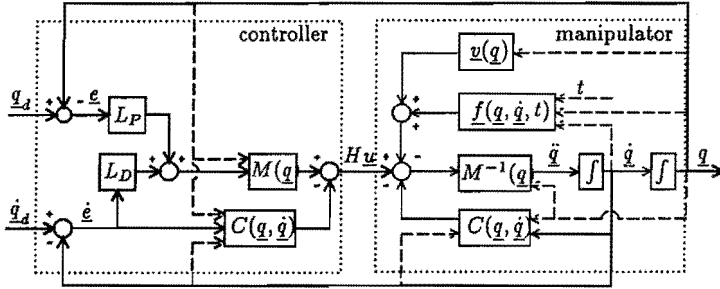 controller
manipulator
v(q)
q_d + - e L_P
f(q, q̇, t) t
+
+
L_D + + M(q + - Hu + - - M⁻¹(q q̈ ∫ q̇ ∫ q
q̇_d + - ė C(q, q̇) - - C(q, q̇)